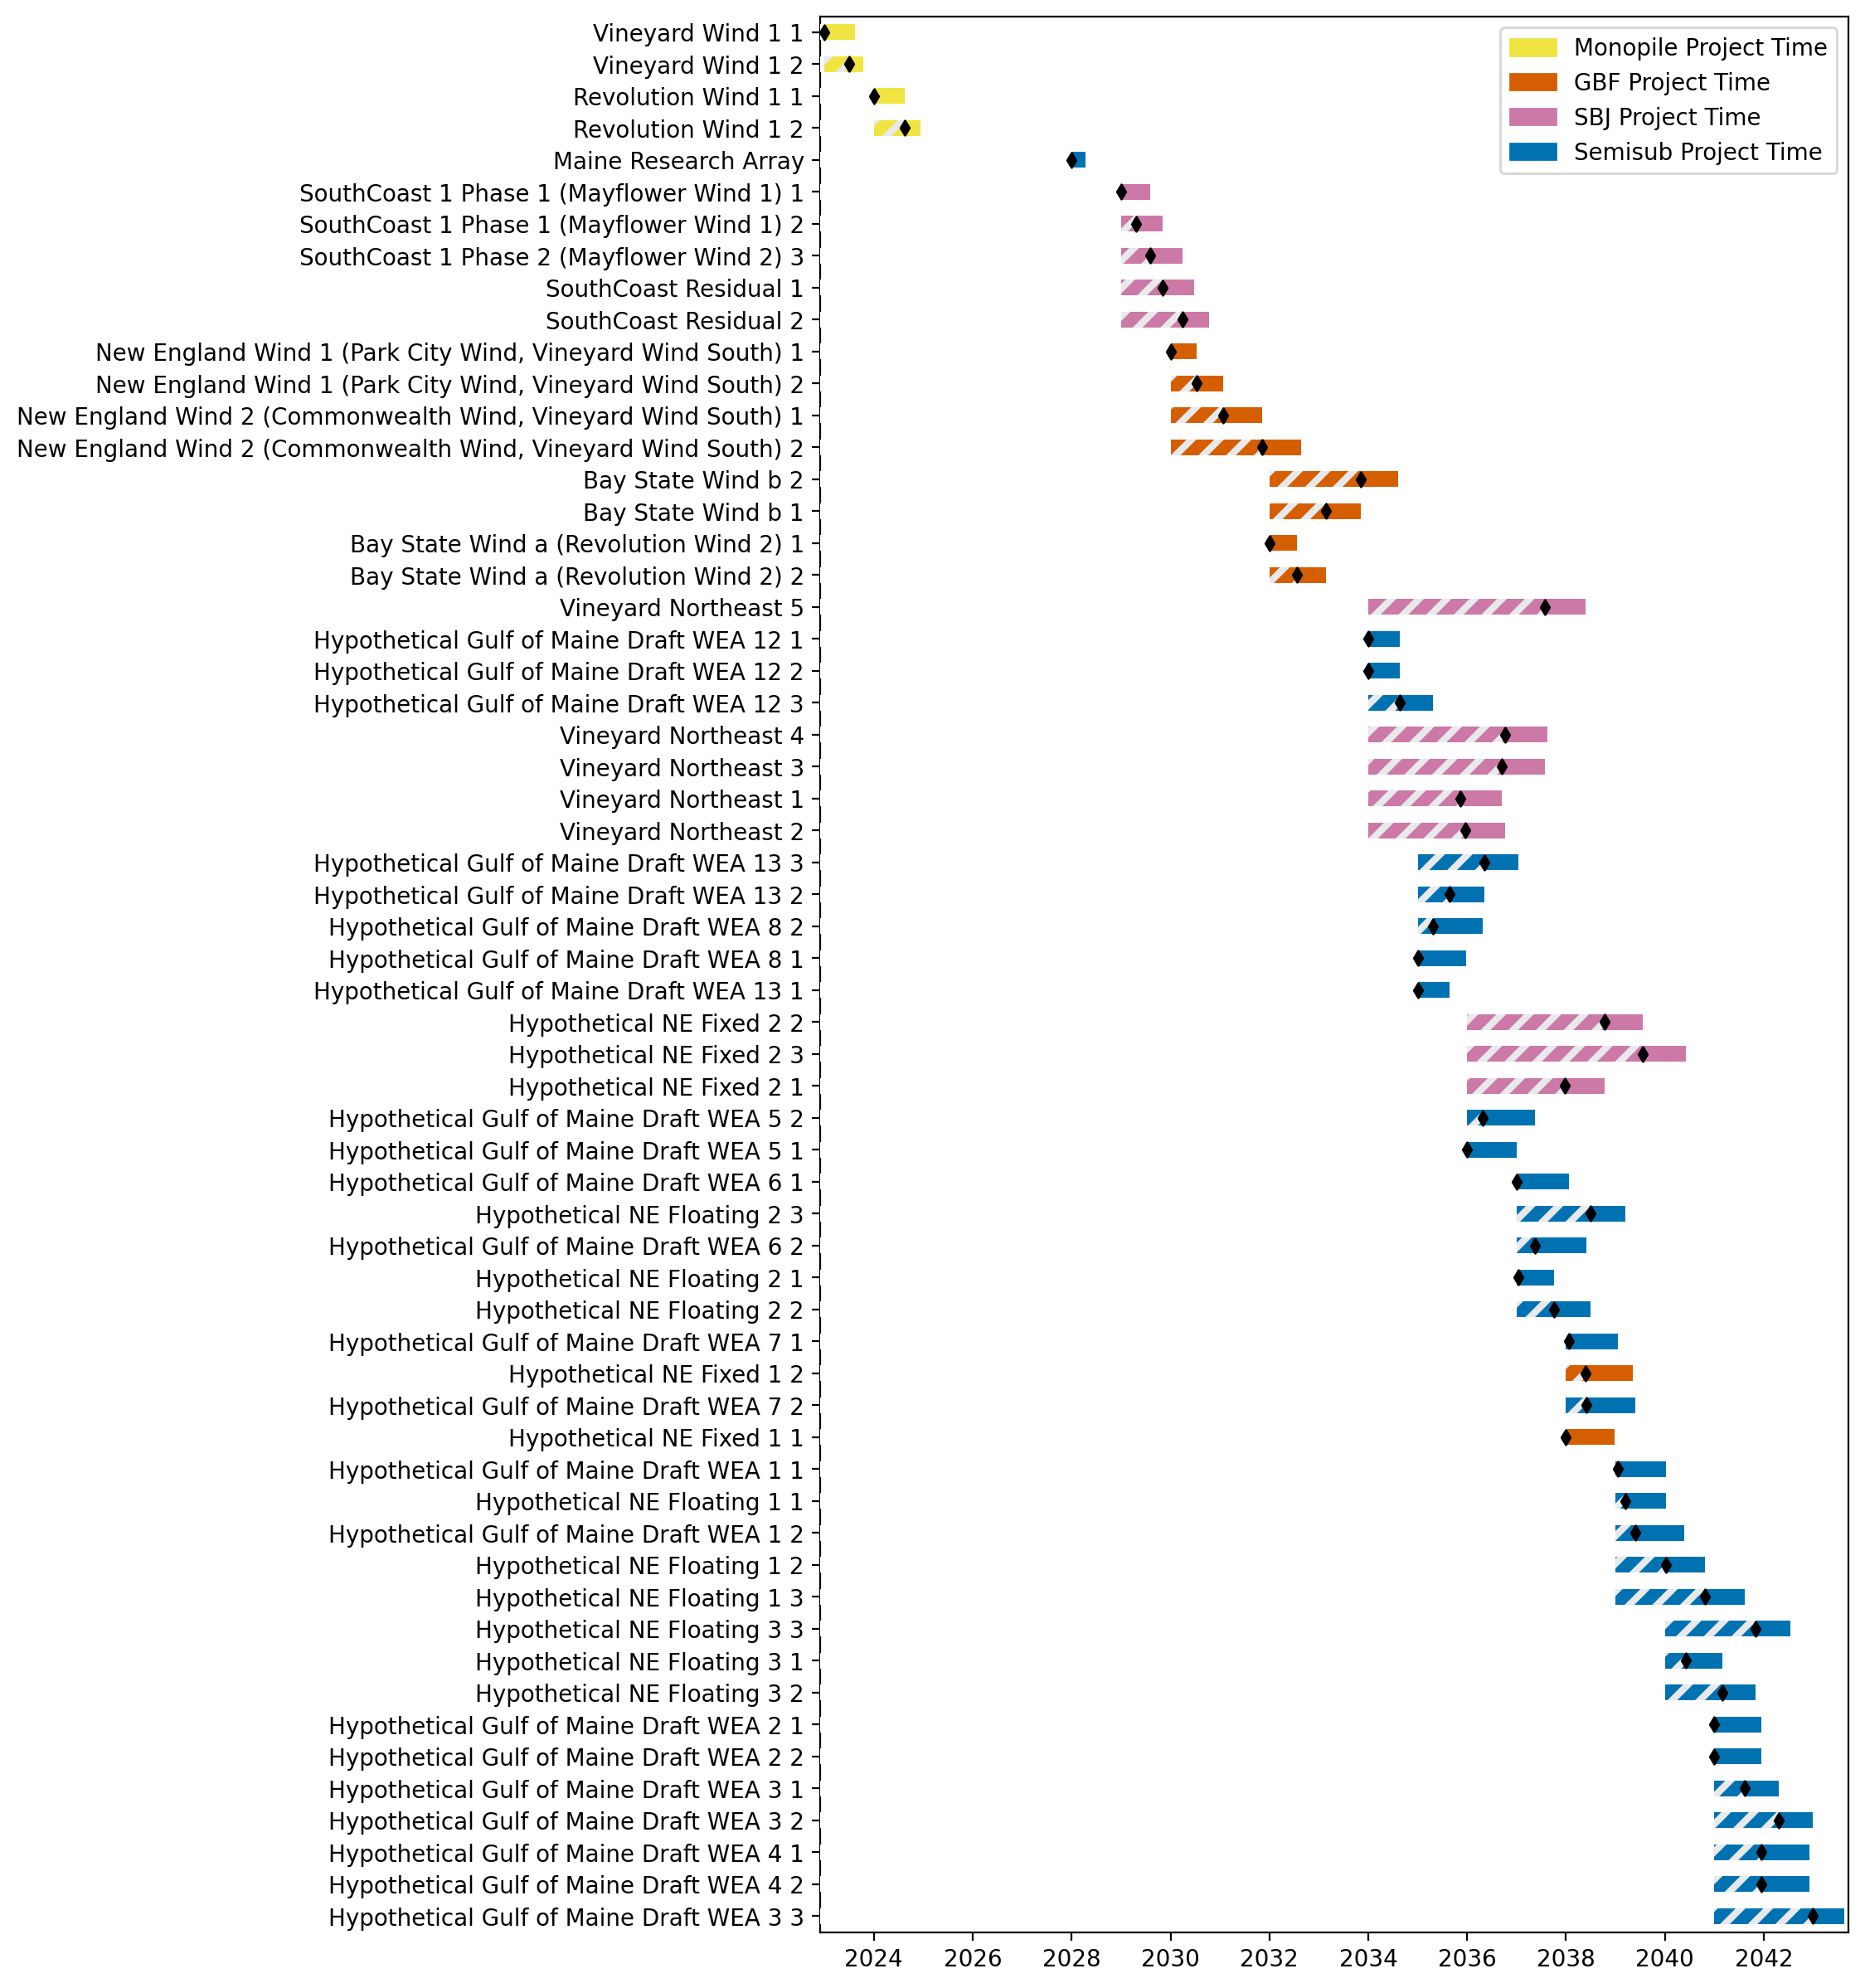 Vineyard Wind 1 1
Vineyard Wind 1 2
Revolution Wind 1 1
Revolution Wind 1 2
Maine Research Array
SouthCoast 1 Phase 1 (Mayflower Wind 1) 1
SouthCoast 1 Phase 1 (Mayflower Wind 1) 2
SouthCoast 1 Phase 2 (Mayflower Wind 2) 3
SouthCoast Residual 1
SouthCoast Residual 2
New England Wind 1 (Park City Wind, Vineyard Wind South) 1
New England Wind 1 (Park City Wind, Vineyard Wind South) 2
New England Wind 2 (Commonwealth Wind, Vineyard Wind South) 1
New England Wind 2 (Commonwealth Wind, Vineyard Wind South) 2
Bay State Wind b 2
Bay State Wind b 1
Bay State Wind a (Revolution Wind 2) 1
Bay State Wind a (Revolution Wind 2) 2
Vineyard Northeast 5
Hypothetical Gulf of Maine Draft WEA 12 1
Hypothetical Gulf of Maine Draft WEA 12 2
Hypothetical Gulf of Maine Draft WEA 12 3
Vineyard Northeast 4
Vineyard Northeast 3
Vineyard Northeast 1
Vineyard Northeast 2
Hypothetical Gulf of Maine Draft WEA 13 3
Hypothetical Gulf of Maine Draft WEA 13 2
Hypothetical Gulf of Maine Draft WEA 8 2
Hypothetical Gulf of Maine Draft WEA 8 1
Hypothetical Gulf of Maine Draft WEA 13 1
Hypothetical NE Fixed 2 2
Hypothetical NE Fixed 2 3
Hypothetical NE Fixed 2 1
Hypothetical Gulf of Maine Draft WEA 5 2
Hypothetical Gulf of Maine Draft WEA 5 1
Hypothetical Gulf of Maine Draft WEA 6 1
Hypothetical NE Floating 2 3
Hypothetical Gulf of Maine Draft WEA 6 2
Hypothetical NE Floating 2 1
Hypothetical NE Floating 2 2
Hypothetical Gulf of Maine Draft WEA 7 1
Hypothetical NE Fixed 1 2
Hypothetical Gulf of Maine Draft WEA 7 2
Hypothetical NE Fixed 1 1
Hypothetical Gulf of Maine Draft WEA 1 1
Hypothetical NE Floating 1 1
Hypothetical Gulf of Maine Draft WEA 1 2
Hypothetical NE Floating 1 2
Hypothetical NE Floating 1 3
Hypothetical NE Floating 3 3
Hypothetical NE Floating 3 1
Hypothetical NE Floating 3 2
Hypothetical Gulf of Maine Draft WEA 2 1
Hypothetical Gulf of Maine Draft WEA 2 2
Hypothetical Gulf of Maine Draft WEA 3 1
Hypothetical Gulf of Maine Draft WEA 3 2
Hypothetical Gulf of Maine Draft WEA 4 1
Hypothetical Gulf of Maine Draft WEA 4 2
Hypothetical Gulf of Maine Draft WEA 3 3
Monopile Project Time
GBF Project Time
SBJ Project Time
Semisub Project Time
2024 2026 2028 2030 2032 2034 2036 2038 2040 2042